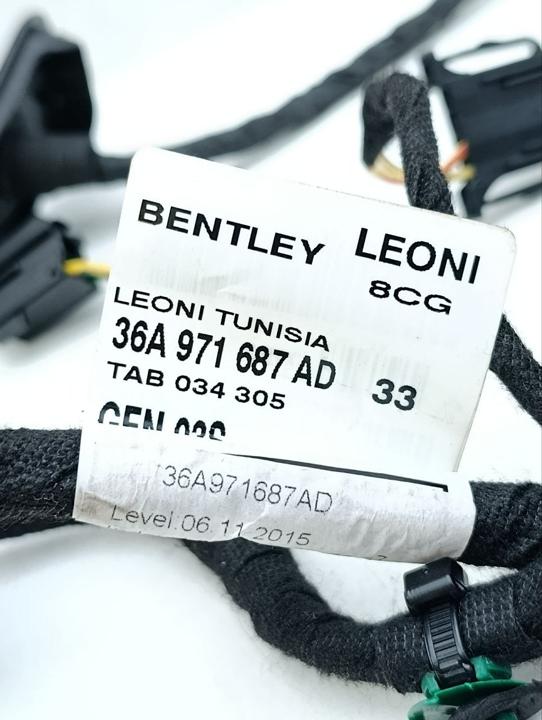 BENTLEY LEONI
8CG
LEONI TUNISIA
36A 971 687 AD 33
TAB 034 305
36A971687AD
Level:06.11.2015